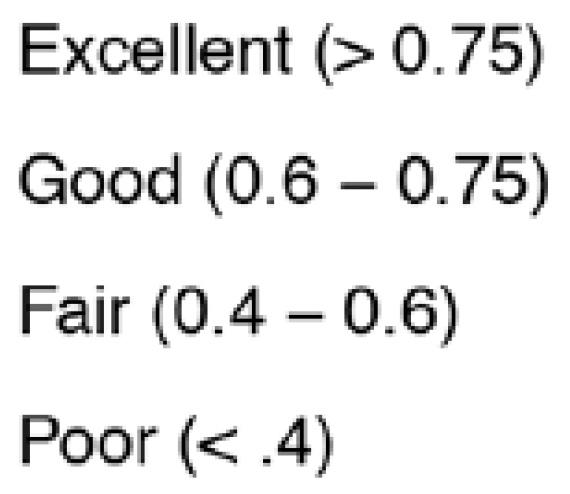 Excellent (> 0.75)
Good (0.6 – 0.75)
Fair (0.4 – 0.6)
Poor (< .4)